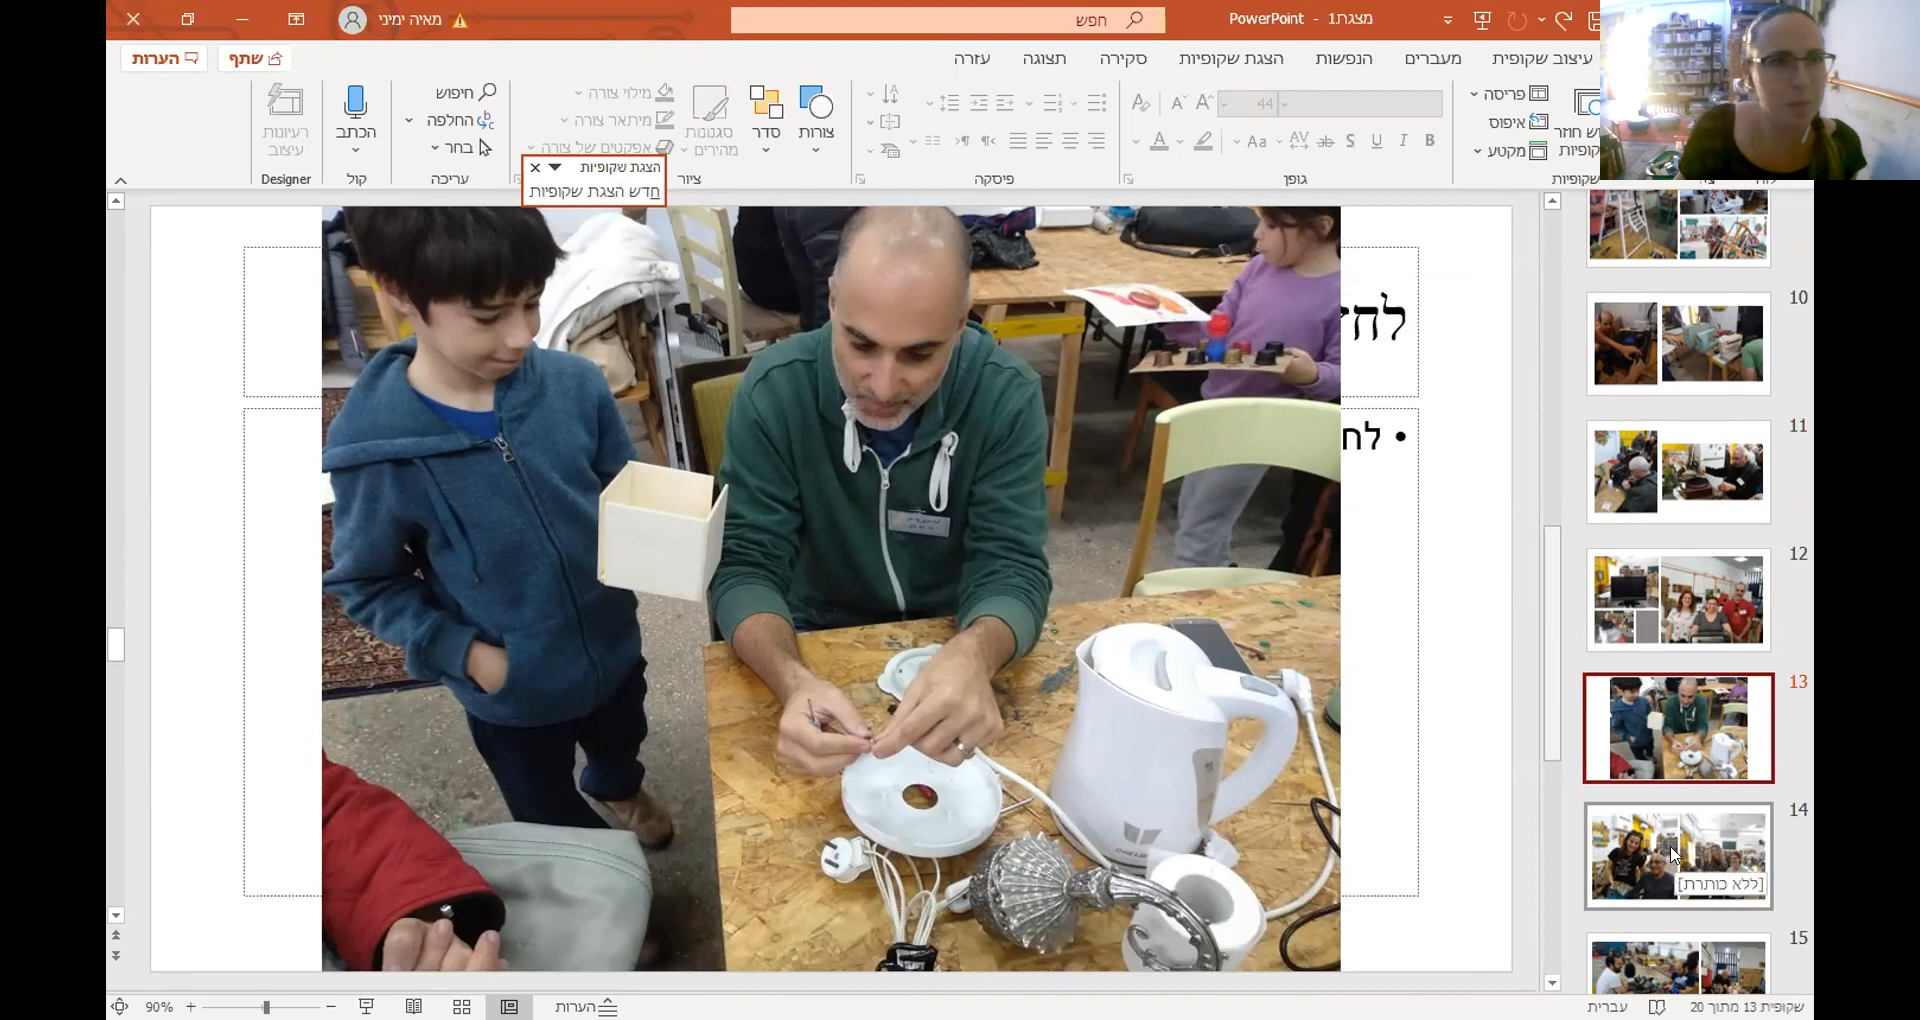 מצגת1 - PowerPoint
חפש
מאיה ימיני
עיצוב שקופית
מעברים
הנפשות
הצגת שקופיות
סקירה
תצוגה
עזרה
שתף
הערות
פריסה
איפוס
מקטע
44
Aa
מילוי צורה
מיתאר צורה
אפקטים של צורה
צורות
סדר
סגנונות
מהירים
חיפוש
החלפה
בחר
הכתב
רעיונות
עיצוב
גופן
פיסקה
ציור
עריכה
קול
Designer
הצגת שקופיות
חדש הצגת שקופיות
10
11
12
13
14
[ללא כותרת]
15
שקופית 13 מתוך 20
עברית
הערות
90%